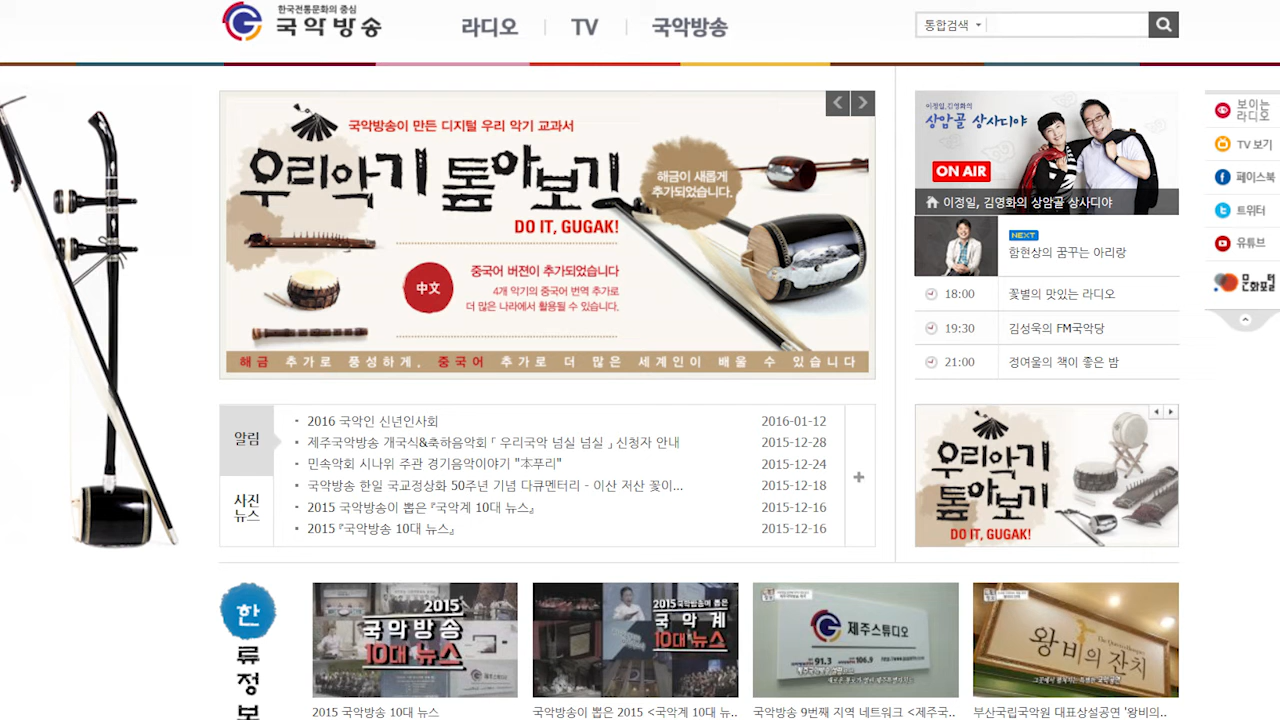 한국전통문화의 중심
국악방송
라디오
TV
국악방송
통합검색
국악방송이 만든 디지털 우리 악기 교과서
우리악기 톺아보기
DO IT, GUGAK!
해금이 새롭게
추가되었습니다.
中文
중국어 버젼이 추가되었습니다
4개 악기의 중국어 번역 추가로
더 많은 나라에서 활용될 수 있습니다.
해금 추가로 풍성하게, 중국어 추가로 더 많은 세계인이 배울 수 있습니다
이정일,김영화의
상암골 상사디야
ON AIR
이정일, 김영화의 상암골 상사디야
NEXT
함현상의 꿈꾸는 아리랑
18:00 꽃별의 맛있는 라디오
19:30 김성욱의 FM국악당
21:00 정여울의 책이 좋은 밤
보이는
라디오
TV 보기
페이스북
트위터
유튜브
문화포털
알림
사진
뉴스
2016 국악인 신년인사회 2016-01-12
제주국악방송 개국식&축하음악회 「 우리국악 넘실 넘실 」 신청자 안내 2015-12-28
민속악회 시나위 주관 경기음악이야기 "本푸리" 2015-12-24
국악방송 한일 국교정상화 50주년 기념 다큐멘터리 - 이산 저산 꽃이... 2015-12-18
2015 국악방송이 뽑은 『국악계 10대 뉴스』 2015-12-16
2015 『국악방송 10대 뉴스』 2015-12-16
우리악기
톺아보기
DO IT, GUGAK!
한
류
정
보
2015
국악방송
10대 뉴스
2015 국악방송이 뽑은
국악계
10대 뉴스
제주스튜디오
91.3
106.9
왕비의 잔치
2015 국악방송 10대 뉴스
국악방송이 뽑은 2015 <국악계 10대 뉴..
국악방송 9번째 지역 네트워크 <제주국..
부산국립국악원 대표상설공연 '왕비의..